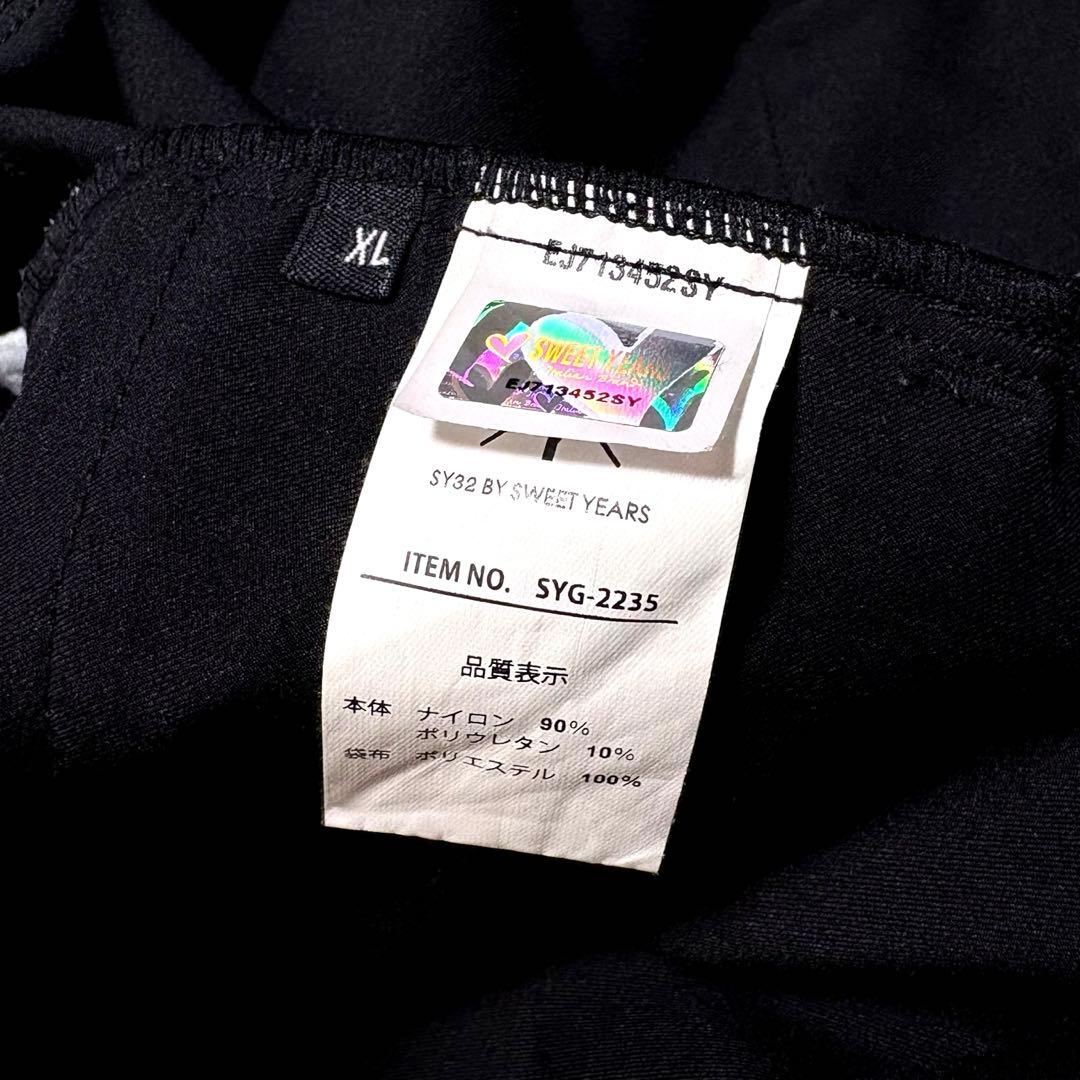 XL
EJ713452SY
SWEET YEARS
Italian Brand
EJ713452SY
SY32 BY SWEET YEARS
ITEM NO. SYG-2235
品質表示
本体 ナイロン 90%
ポリウレタン 10%
袋布 ポリエステル 100%